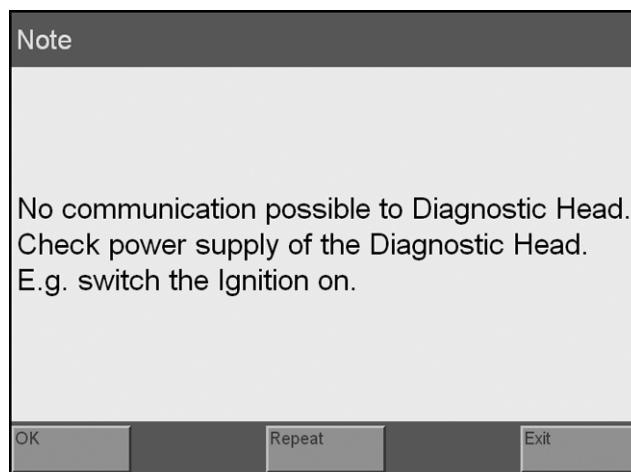 Note
No communication possible to Diagnostic Head.
Check power supply of the Diagnostic Head.
E.g. switch the Ignition on.
OK
Repeat
Exit